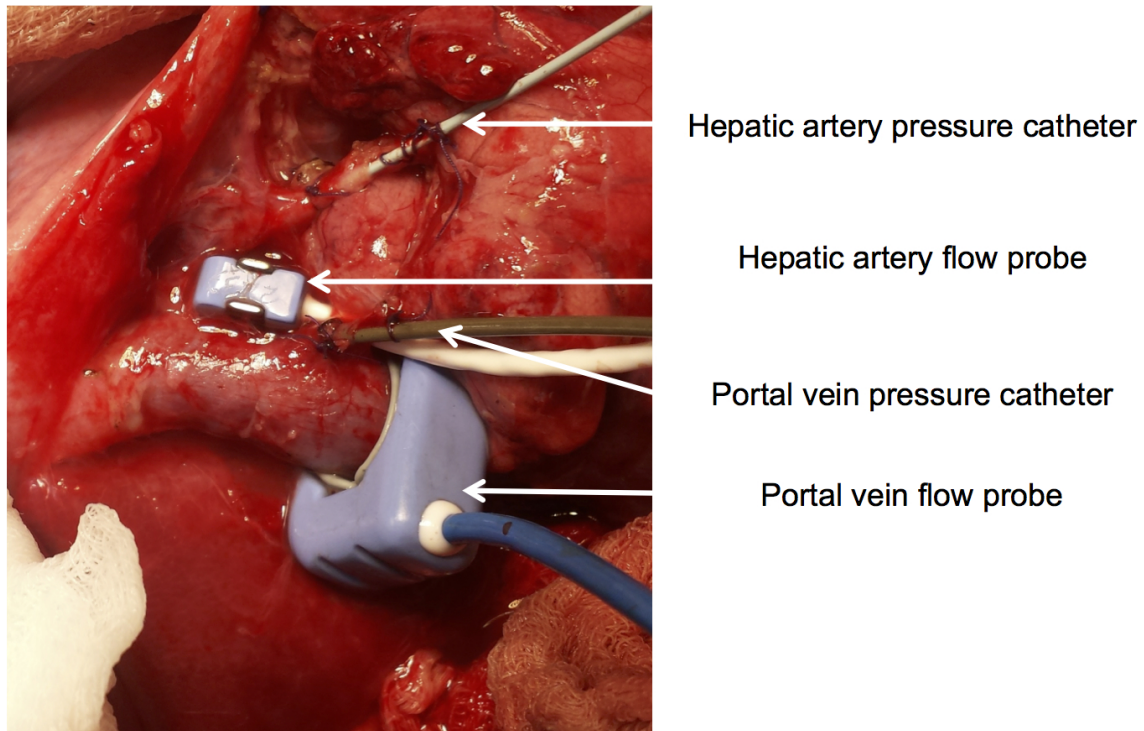 Hepatic artery pressure catheter
Hepatic artery flow probe
Portal vein pressure catheter
Portal vein flow probe